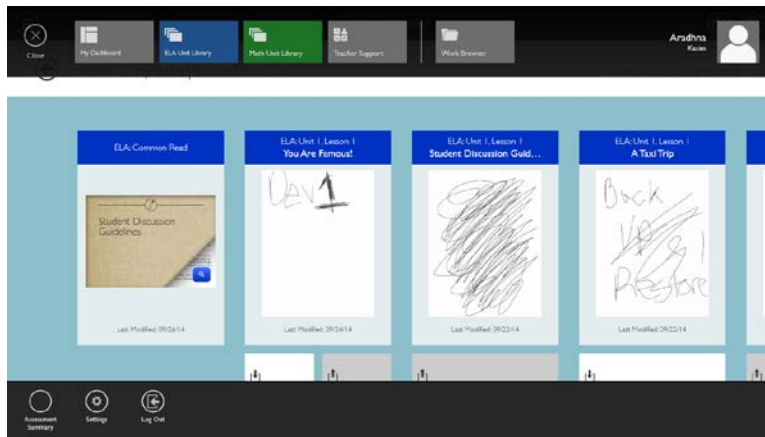 Close
My Dashboard
ELA Unit Library
Math Unit Library
Teacher Support
Work Browser
Aradhna
ELA: Common Read
ELA: Unit 1, Lesson 1
You Are Famous!
ELA: Unit 1, Lesson 1
Student Discussion Guid...
ELA: Unit 1, Lesson 1
A Taxi Trip
Student Discussion
Guidelines
Dev 1
Back
Up
&
Restore
Last Modified: 09/26/14
Last Modified: 09/24/14
Last Modified: 09/22/14
Last Modified: 09/22/14
Assessment
Summary
Settings
Log Out